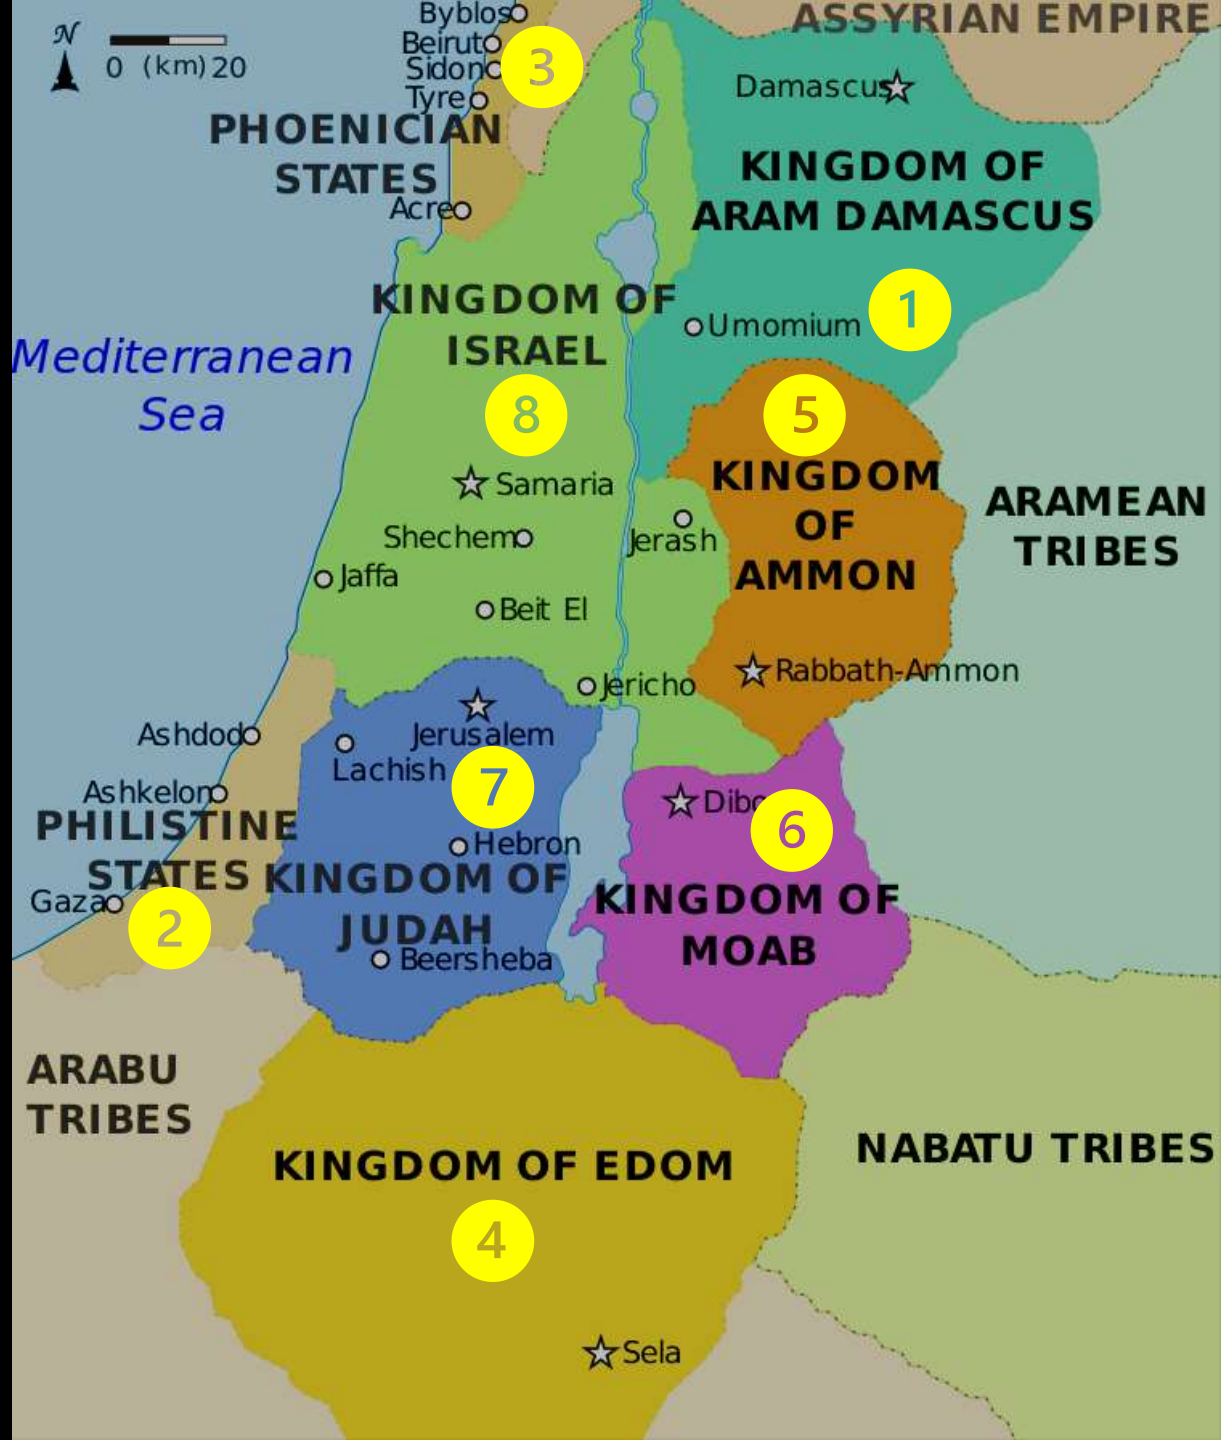 Byblos
ASSYRIAN EMPIRE
N
0 (km) 20
Beirut
Sidon
3
Tyre
Damascus
PHOENICIAN
STATES
KINGDOM OF
ARAM DAMASCUS
Acre
KINGDOM OF
ISRAEL
1
Umomium
Mediterranean
Sea
8
5
Samaria
KINGDOM
OF
AMMON
ARAMEAN
TRIBES
Shechem
Jerash
Jaffa
Beit El
Rabbath-Ammon
Jericho
Ashdod
Jerusalem
Lachish
7
Ashkelon
PHILISTINE
STATES
6
Hebron
KINGDOM OF
JUDAH
KINGDOM OF
MOAB
Gaza
2
Beersheba
ARABU
TRIBES
NABATU TRIBES
KINGDOM OF EDOM
4
Sela